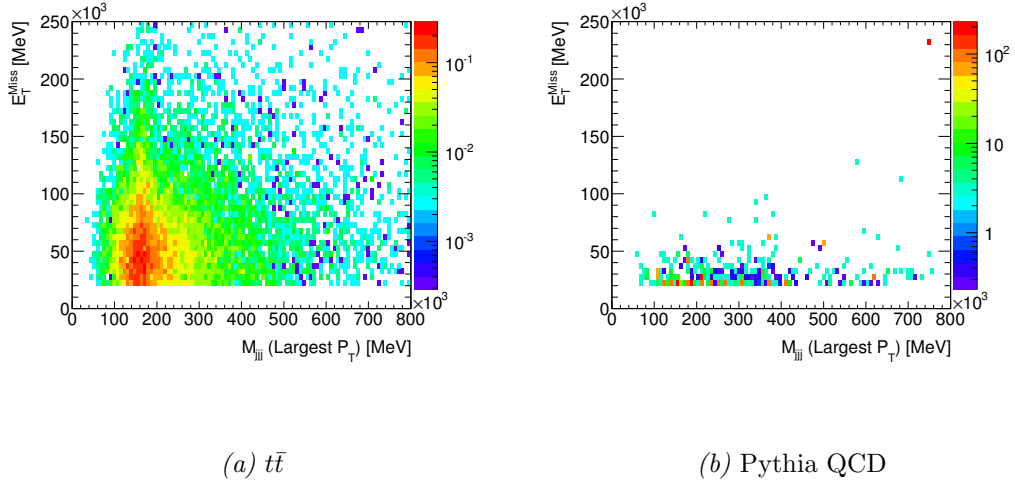 ×10³
250
200
150
100
50
0
E_T^Miss [MeV]
0 100 200 300 400 500 600 700 800
×10³
M_jjj (Largest P_T) [MeV]
10⁻¹
10⁻²
10⁻³
×10³
250
200
150
100
50
0
E_T^Miss [MeV]
0 100 200 300 400 500 600 700 800
×10³
M_jjj (Largest P_T) [MeV]
10²
10
1
(a) tt̄
(b) Pythia QCD